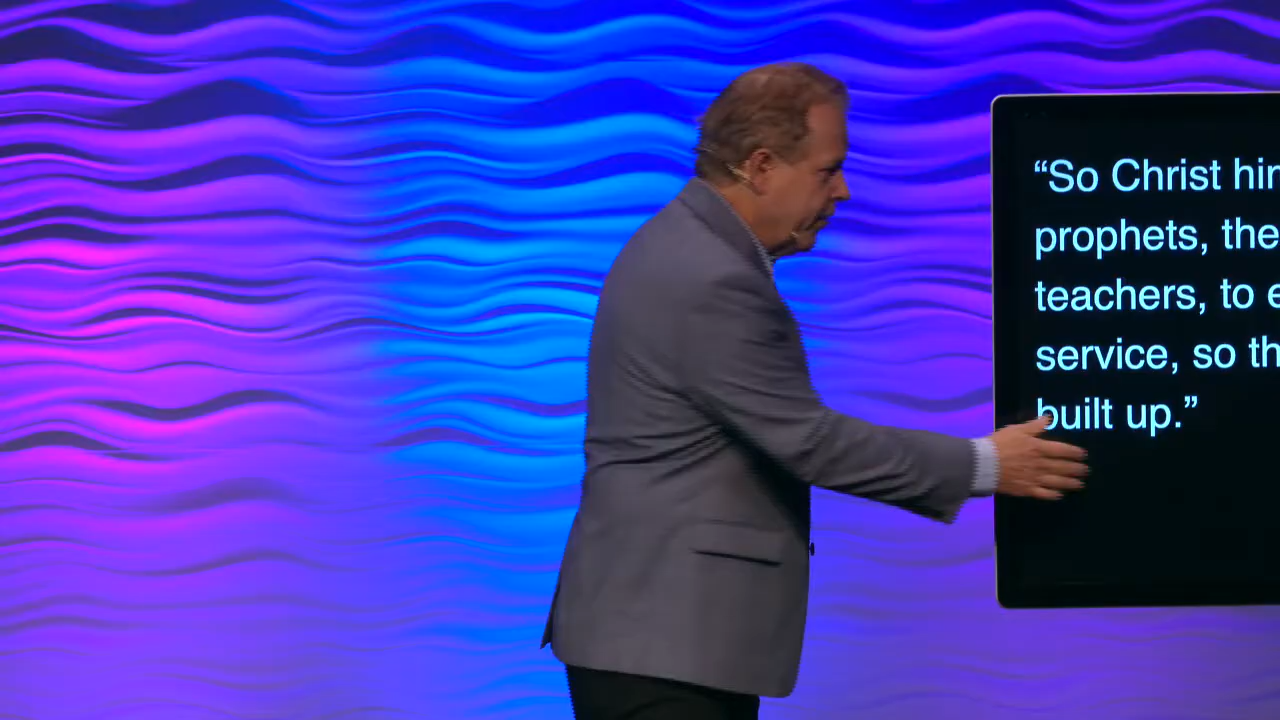 “So Christ hi
prophets, the
teachers, to e
service, so th
built up.”